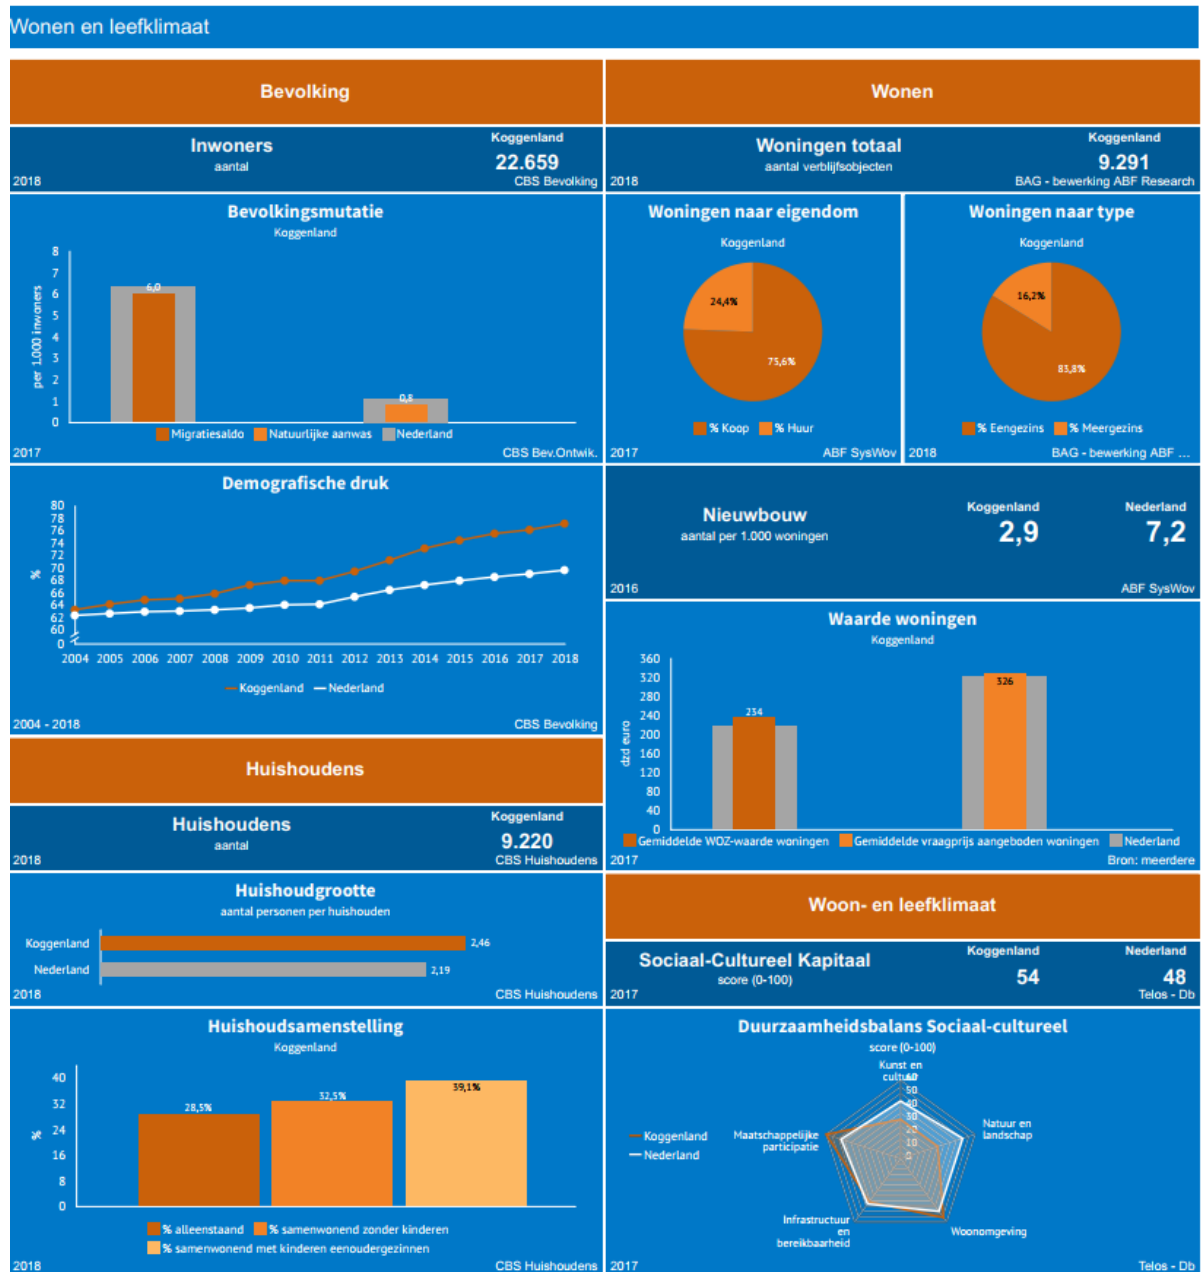 Wonen en leefklimaat
Bevolking
Inwoners
aantal
Koggenland
22.659
2018
CBS Bevolking
Bevolkingsmutatie
Koggenland
per 1.000 inwoners
8
7
6
5
4
3
2
1
0
6,0
0,8
Migratiesaldo Natuurlijke aanwas Nederland
2017
CBS Bev.Ontwik.
Demografische druk
%
80
78
76
74
72
70
68
66
64
62
60
0
2004 2005 2006 2007 2008 2009 2010 2011 2012 2013 2014 2015 2016 2017 2018
Koggenland Nederland
2004 - 2018
CBS Bevolking
Huishoudens
Huishoudens
aantal
Koggenland
9.220
2018
CBS Huishoudens
Huishoudgrootte
aantal personen per huishouden
Koggenland 2,46
Nederland 2,19
2018
CBS Huishoudens
Huishoudsamenstelling
Koggenland
%
40
32
24
16
8
0
28,5%
32,5%
39,1%
% alleenstaand % samenwonend zonder kinderen
% samenwonend met kinderen eenoudergezinnen
2018
CBS Huishoudens
Wonen
Woningen totaal
aantal verblijfsobjecten
Koggenland
9.291
2018
BAG - bewerking ABF Research
Woningen naar eigendom
Koggenland
24,4%
75,6%
% Koop % Huur
2017
ABF SysWov
Woningen naar type
Koggenland
16,2%
83,8%
% Eengezins % Meergezins
2018
BAG - bewerking ABF ...
Nieuwbouw
aantal per 1.000 woningen
Koggenland
2,9
Nederland
7,2
2016
ABF SysWov
Waarde woningen
Koggenland
dzd euro
360
320
280
240
200
160
120
80
40
0
234
326
Gemiddelde WOZ-waarde woningen Gemiddelde vraagprijs aangeboden woningen Nederland
2017
Bron: meerdere
Woon- en leefklimaat
Sociaal-Cultureel Kapitaal
score (0-100)
Koggenland
54
Nederland
48
2017
Telos - Db
Duurzaamheidsbalans Sociaal-cultureel
score (0-100)
Kunst en
cultuur
60
50
40
30
20
10
0
Natuur en
landschap
Woonomgeving
Infrastructuur
en
bereikbaarheid
Maatschappelijke
participatie
Koggenland
Nederland
2017
Telos - Db